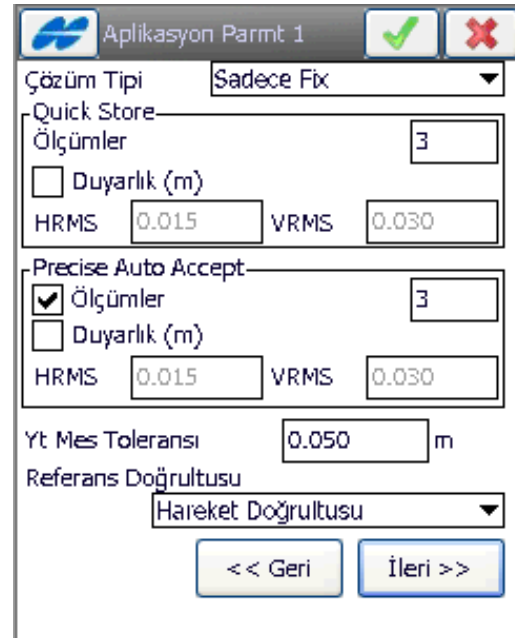 Aplikasyon Parmt 1
Çözüm Tipi Sadece Fix
Quick Store
Ölçümler 3
Duyarlık (m)
HRMS 0.015 VRMS 0.030
Precise Auto Accept
Ölçümler 3
Duyarlık (m)
HRMS 0.015 VRMS 0.030
Yt Mes Toleransı 0.050 m
Referans Doğrultusu
Hareket Doğrultusu
<< Geri İleri >>